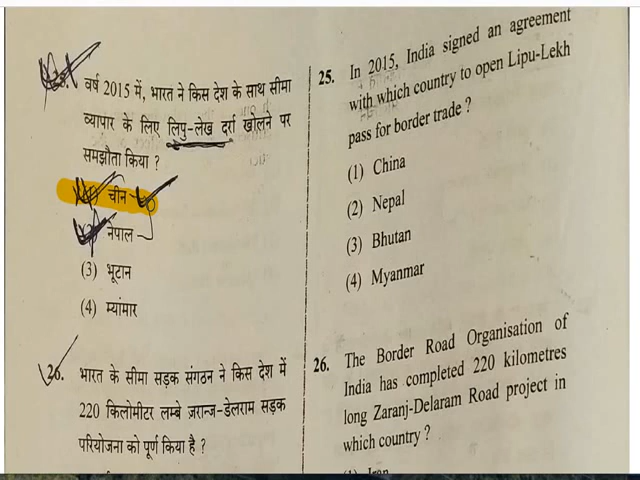 वर्ष 2015 में, भारत ने किस देश के साथ सीमा
व्यापार के लिए लिपु-लेख दर्रा खोलने पर
समझौता किया ?
चीन
नेपाल
(3) भूटान
(4) म्यांमार
26. भारत के सीमा सड़क संगठन ने किस देश में
220 किलोमीटर लम्बे ज़रान्ज-डेलराम सड़क
परियोजना को पूर्ण किया है ?
25. In 2015, India signed an agreement
with which country to open Lipu-Lekh
pass for border trade ?
(1) China
(2) Nepal
(3) Bhutan
(4) Myanmar
26. The Border Road Organisation of
India has completed 220 kilometres
long Zaranj-Delaram Road project in
which country ?
(1) Iran